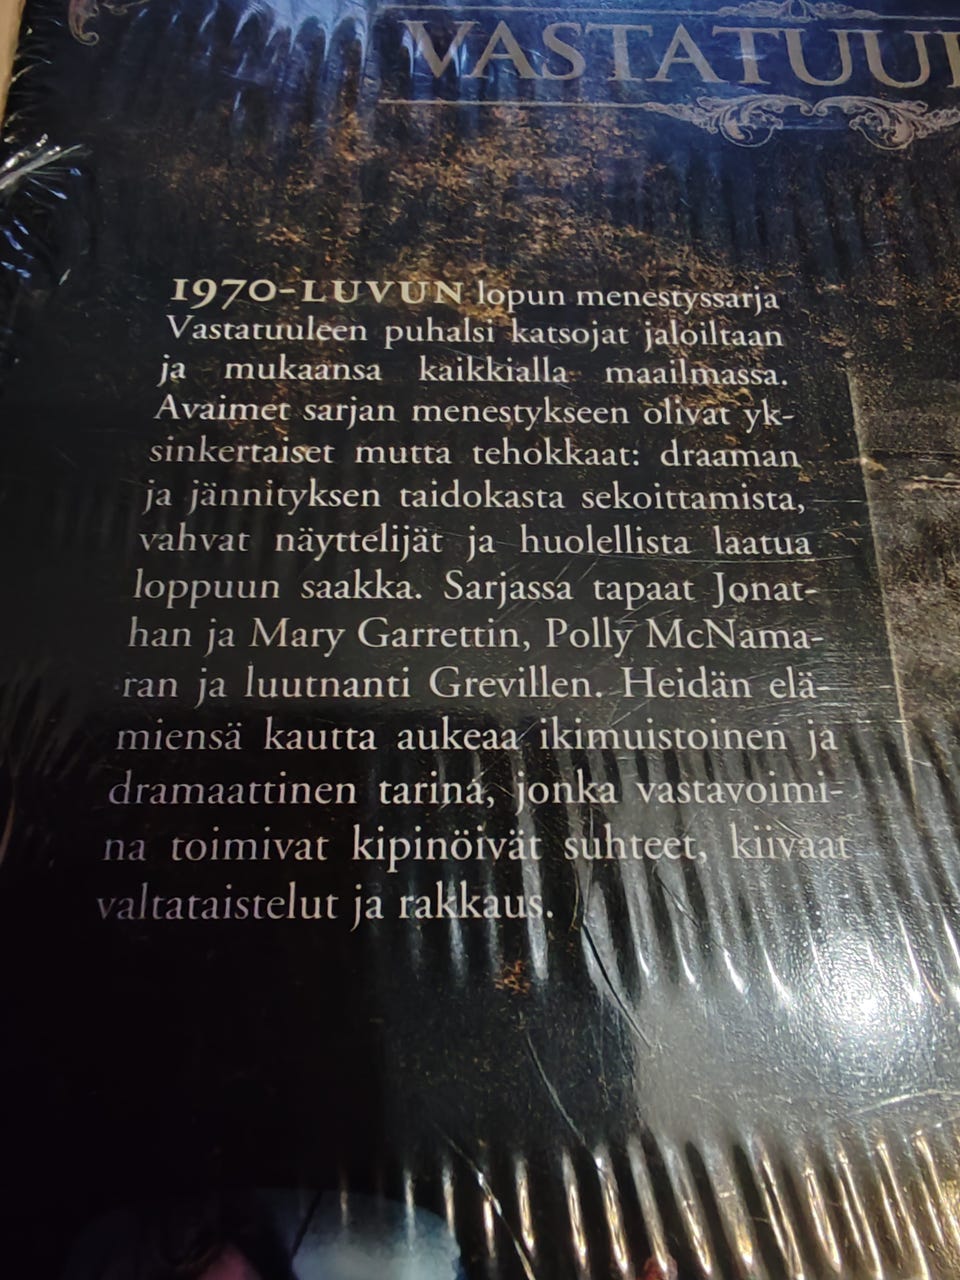 VASTATUUL
1970-LUVUN lopun menestyssarja
Vastatuuleen puhalsi katsojat jaloiltaan
ja mukaansa kaikkialla maailmassa.
Avaimet sarjan menestykseen olivat yk-
sinkertaiset mutta tehokkaat: draaman
ja jännityksen taidokasta sekoittamista,
vahvat näyttelijät ja huolellista laatua
loppuun saakka. Sarjassa tapaat Jonat-
han ja Mary Garrettin, Polly McNama-
ran ja luutnanti Grevillen. Heidän elä-
miensä kautta aukeaa ikimuistoinen ja
dramaattinen tarina, jonka vastavoimi-
na toimivat kipinöivät suhteet, kiivaat
valtataistelut ja rakkaus.